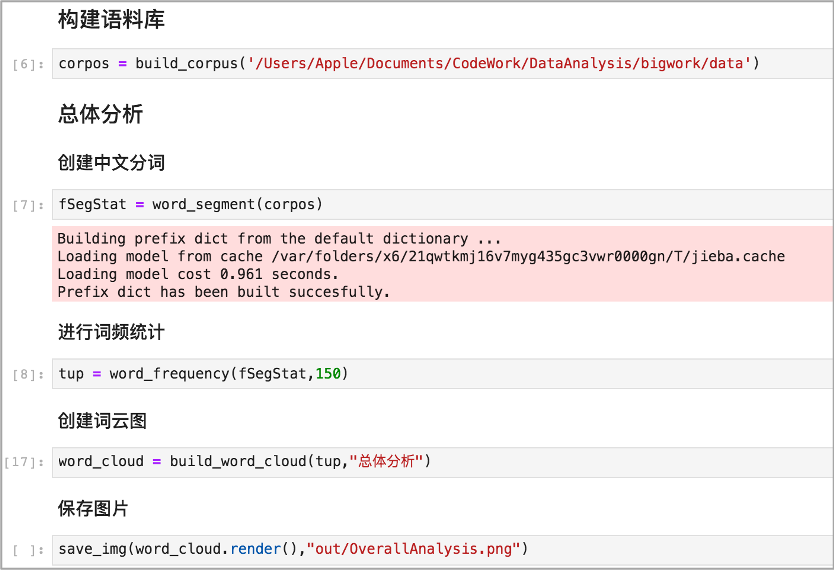 构建语料库
[6]: corpos = build_corpus('/Users/Apple/Documents/CodeWork/DataAnalysis/bigwork/data')
总体分析
创建中文分词
[7]: fSegStat = word_segment(corpos)
Building prefix dict from the default dictionary ...
Loading model from cache /var/folders/x6/21qwtkmj16v7myg435gc3vwr0000gn/T/jieba.cache
Loading model cost 0.961 seconds.
Prefix dict has been built succesfully.
进行词频统计
[8]: tup = word_frequency(fSegStat,150)
创建词云图
[17]: word_cloud = build_word_cloud(tup,"总体分析")
保存图片
[ ]: save_img(word_cloud.render(),"out/OverallAnalysis.png")